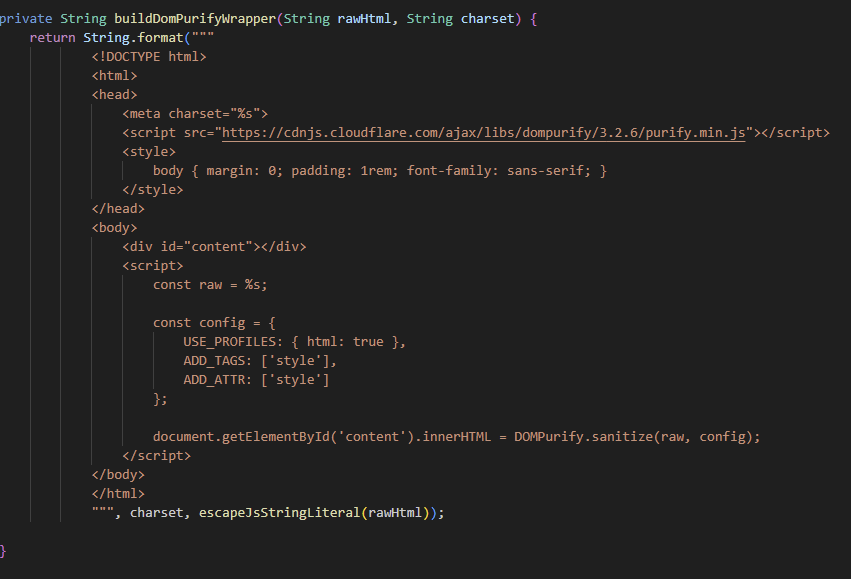 private String buildDomPurifyWrapper(String rawHtml, String charset) {
    return String.format("""
            <!DOCTYPE html>
            <html>
            <head>
                <meta charset="%s">
                <script src="https://cdnjs.cloudflare.com/ajax/libs/dompurify/3.2.6/purify.min.js"></script>
                <style>
                    body { margin: 0; padding: 1rem; font-family: sans-serif; }
                </style>
            </head>
            <body>
                <div id="content"></div>
                <script>
                    const raw = %s;

                    const config = {
                        USE_PROFILES: { html: true },
                        ADD_TAGS: ['style'],
                        ADD_ATTR: ['style']
                    };

                    document.getElementById('content').innerHTML = DOMPurify.sanitize(raw, config);
                </script>
            </body>
            </html>
            """, charset, escapeJsStringLiteral(rawHtml));

}